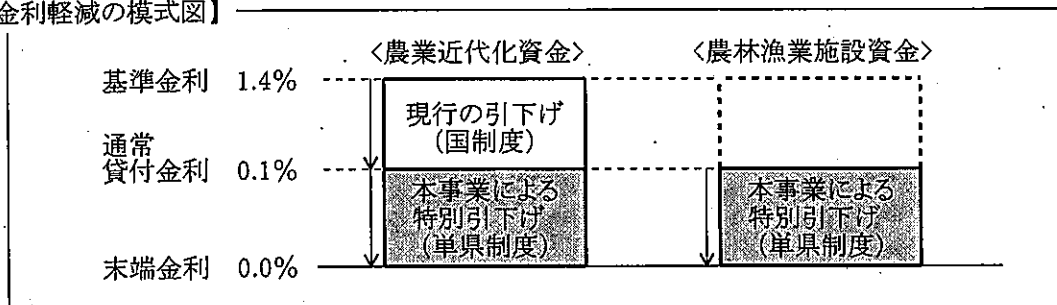 金利軽減の模式図】
<農業近代化資金>
<農林漁業施設資金>
基準金利 1.4%
現行の引下げ
(国制度)
通常
貸付金利 0.1%
本事業による
特別引下げ
(単県制度)
本事業による
特別引下げ
(単県制度)
末端金利 0.0%